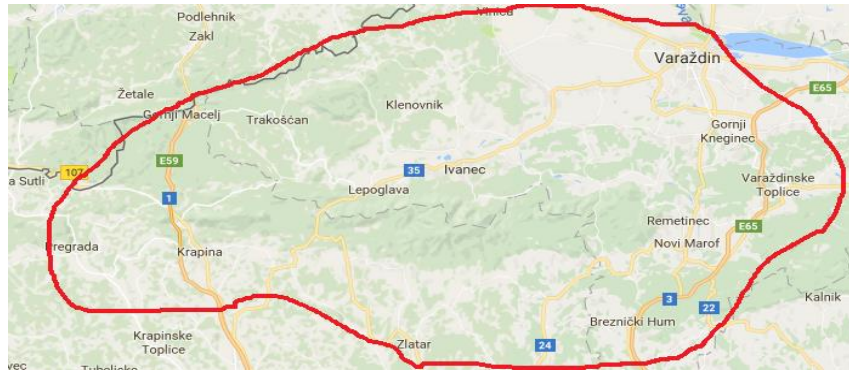 Podlehnik
Vinica
Zakl
Varaždin
Žetale
Klenovnik
E65
Gornji Macelj
Trakošćan
Gornji
Kneginec
E59
107
35
Ivanec
a Sutli
Lepoglava
Varaždinske
Toplice
1
Remetinec
E65
Pregrada
Krapina
Novi Marof
3
22
Kalnik
Breznički Hum
Krapinske
Toplice
Zlatar
24
vec